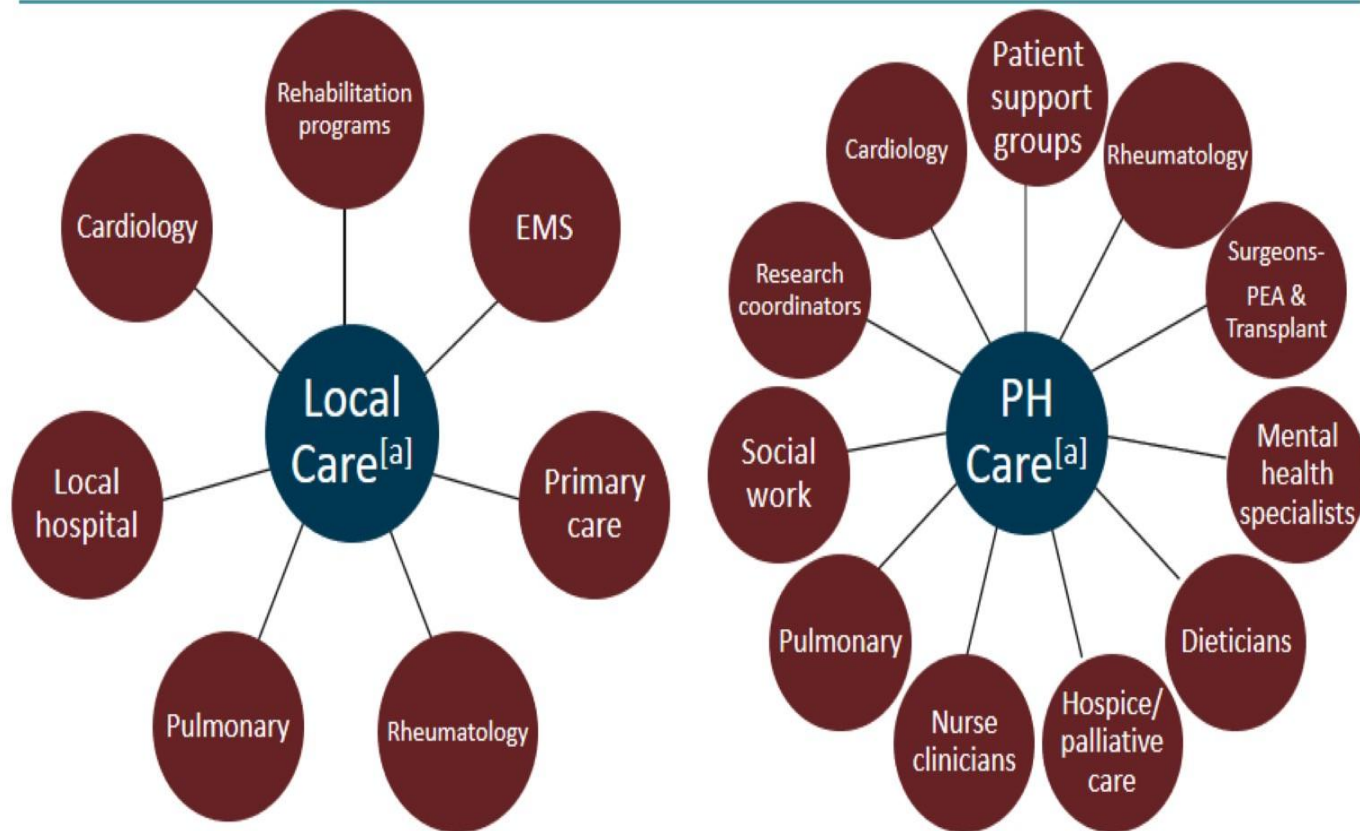 Rehabilitation
programs
EMS
Primary
care
Rheumatology
Pulmonary
Local
hospital
Cardiology
Local
Care[a]
Patient
support
groups
Rheumatology
Surgeons-
PEA &
Transplant
Mental
health
specialists
Dieticians
Hospice/
palliative
care
Nurse
clinicians
Pulmonary
Social
work
Research
coordinators
Cardiology
PH
Care[a]